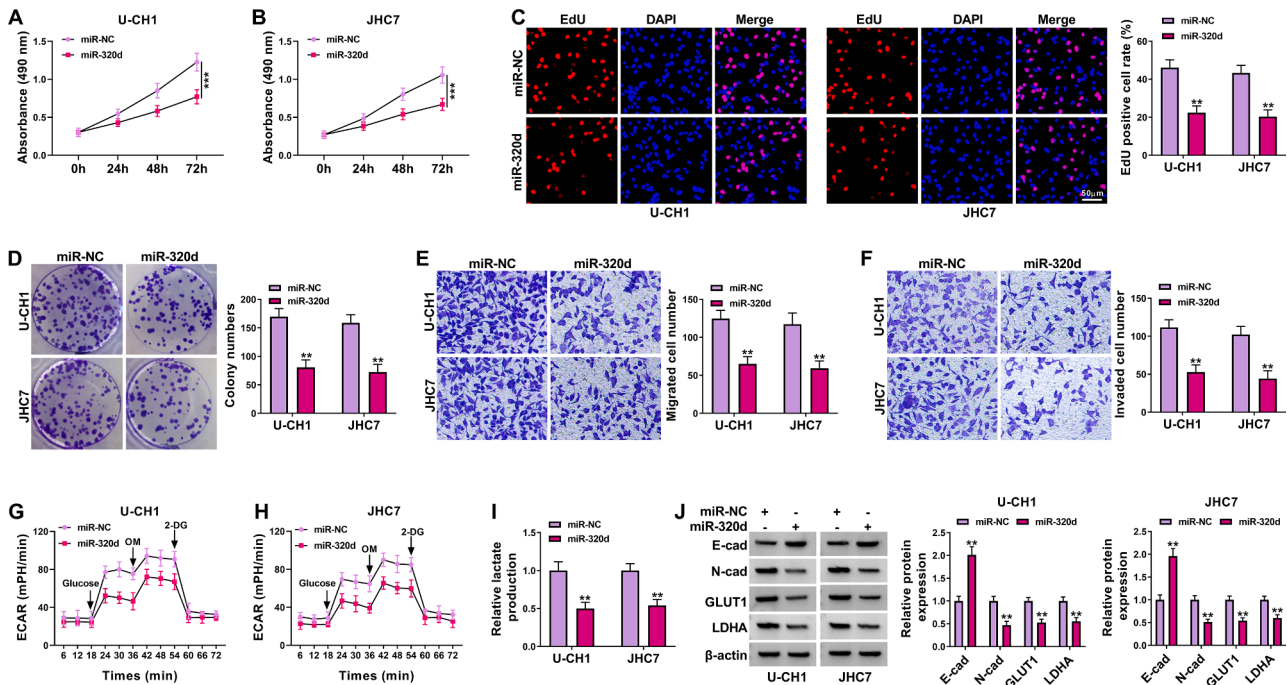 A
U-CH1
miR-NC
miR-320d
Absorbance (490 nm)
1.5
1.0
0.5
0.0
0h 24h 48h 72h
***
B
JHC7
miR-NC
miR-320d
Absorbance (490 nm)
1.5
1.0
0.5
0.0
0h 24h 48h 72h
***
C
EdU DAPI Merge EdU DAPI Merge
miR-NC
miR-320d
50μm
U-CH1 JHC7
miR-NC
miR-320d
EdU positive cell rate (%)
80
60
40
20
0
** **
U-CH1 JHC7
D
miR-NC miR-320d
U-CH1
JHC7
miR-NC
miR-320d
Colony numbers
200
150
100
50
0
** **
U-CH1 JHC7
E
miR-NC miR-320d
U-CH1
JHC7
miR-NC
miR-320d
Migrated cell number
200
150
100
50
0
** **
U-CH1 JHC7
F
miR-NC miR-320d
U-CH1
JHC7
miR-NC
miR-320d
Invaded cell number
200
150
100
50
0
** **
U-CH1 JHC7
G
U-CH1
miR-NC
miR-320d
ECAR (mPH/min)
120
80
40
0
Glucose
OM
2-DG
6 12 18 24 30 36 42 48 54 60 66 72
Times (min)
H
JHC7
miR-NC
miR-320d
ECAR (mPH/min)
120
80
40
0
Glucose
OM
2-DG
6 12 18 24 30 36 42 48 54 60 66 72
Times (min)
I
miR-NC
miR-320d
Relative lactate
production
1.5
1.0
0.5
0.0
** **
U-CH1 JHC7
J
miR-NC + - + -
miR-320d - + - +
E-cad
N-cad
GLUT1
LDHA
β-actin
U-CH1 JHC7
U-CH1
miR-NC miR-320d
Relative protein
expression
2.5
2.0
1.5
1.0
0.5
0.0
** ** ** **
E-cad N-cad GLUT1 LDHA
JHC7
miR-NC miR-320d
Relative protein
expression
2.5
2.0
1.5
1.0
0.5
0.0
** ** ** **
E-cad N-cad GLUT1 LDHA